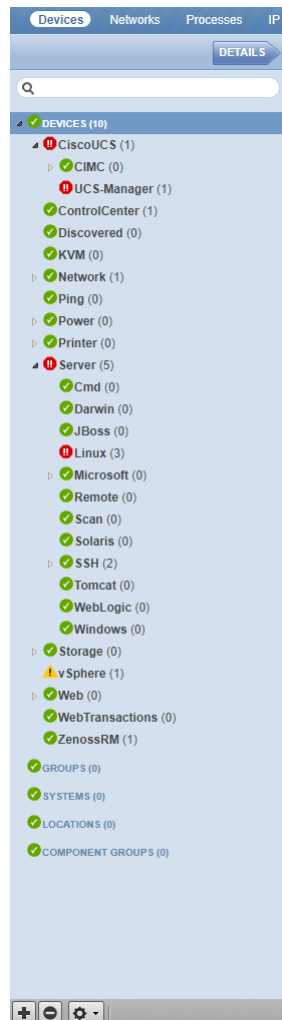 Devices Networks Processes IP
DETAILS
DEVICES (10)
CiscoUCS (1)
CIMC (0)
UCS-Manager (1)
ControlCenter (1)
Discovered (0)
KVM (0)
Network (1)
Ping (0)
Power (0)
Printer (0)
Server (5)
Cmd (0)
Darwin (0)
JBoss (0)
Linux (3)
Microsoft (0)
Remote (0)
Scan (0)
Solaris (0)
SSH (2)
Tomcat (0)
WebLogic (0)
Windows (0)
Storage (0)
vSphere (1)
Web (0)
WebTransactions (0)
ZenossRM (1)
GROUPS (0)
SYSTEMS (0)
LOCATIONS (0)
COMPONENT GROUPS (0)